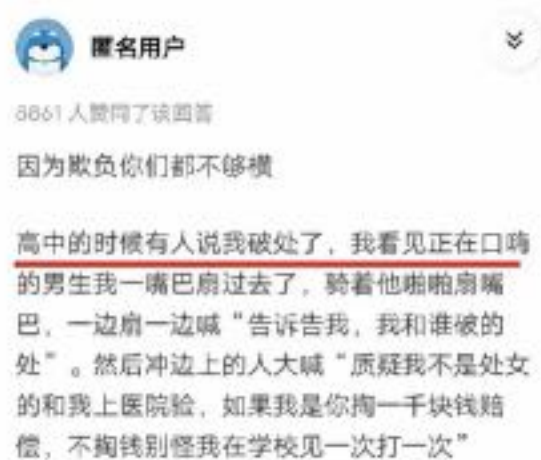 匿名用户
8861 人赞同了该回答
因为欺负你们都不够横
高中的时候有人说我破处了，我看见正在口嗨
的男生我一嘴巴扇过去了，骑着他啪啪扇嘴
巴，一边扇一边喊“告诉告我，我和谁破的
处”。然后冲边上的人大喊“质疑我不是处女
的和我上医院验，如果我是你掏一千块钱赔
偿，不掏钱别怪我在学校见一次打一次”